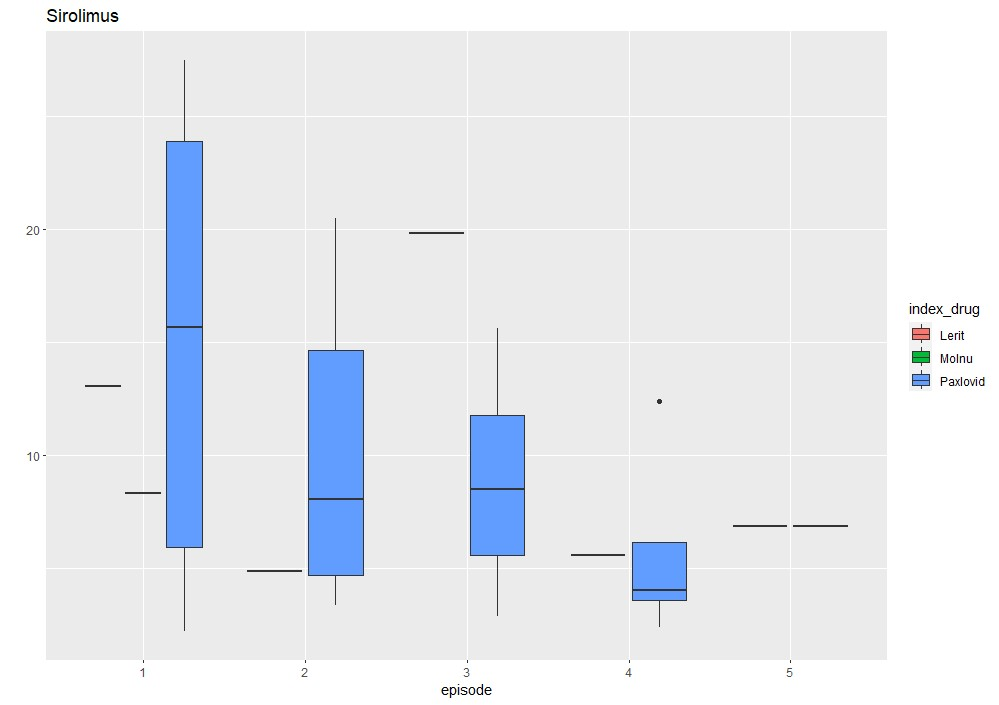 Sirolimus
20
10
1 2 3 4 5
episode
index_drug
Lerit
Molnu
Paxlovid